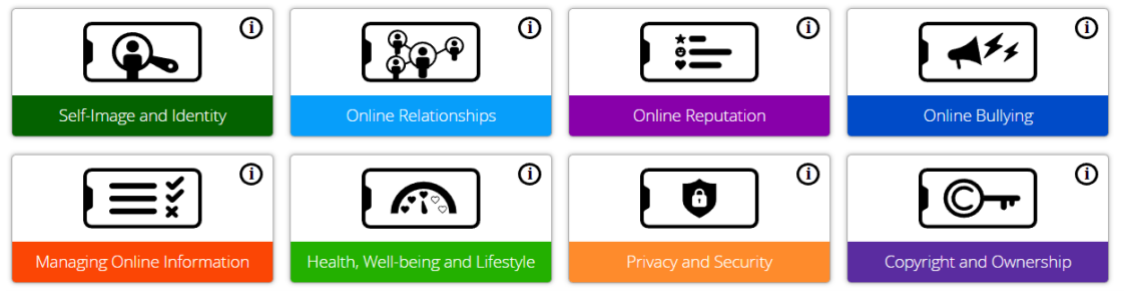 Self-Image and Identity
Online Relationships
Online Reputation
Online Bullying
Managing Online Information
Health, Well-being and Lifestyle
Privacy and Security
Copyright and Ownership